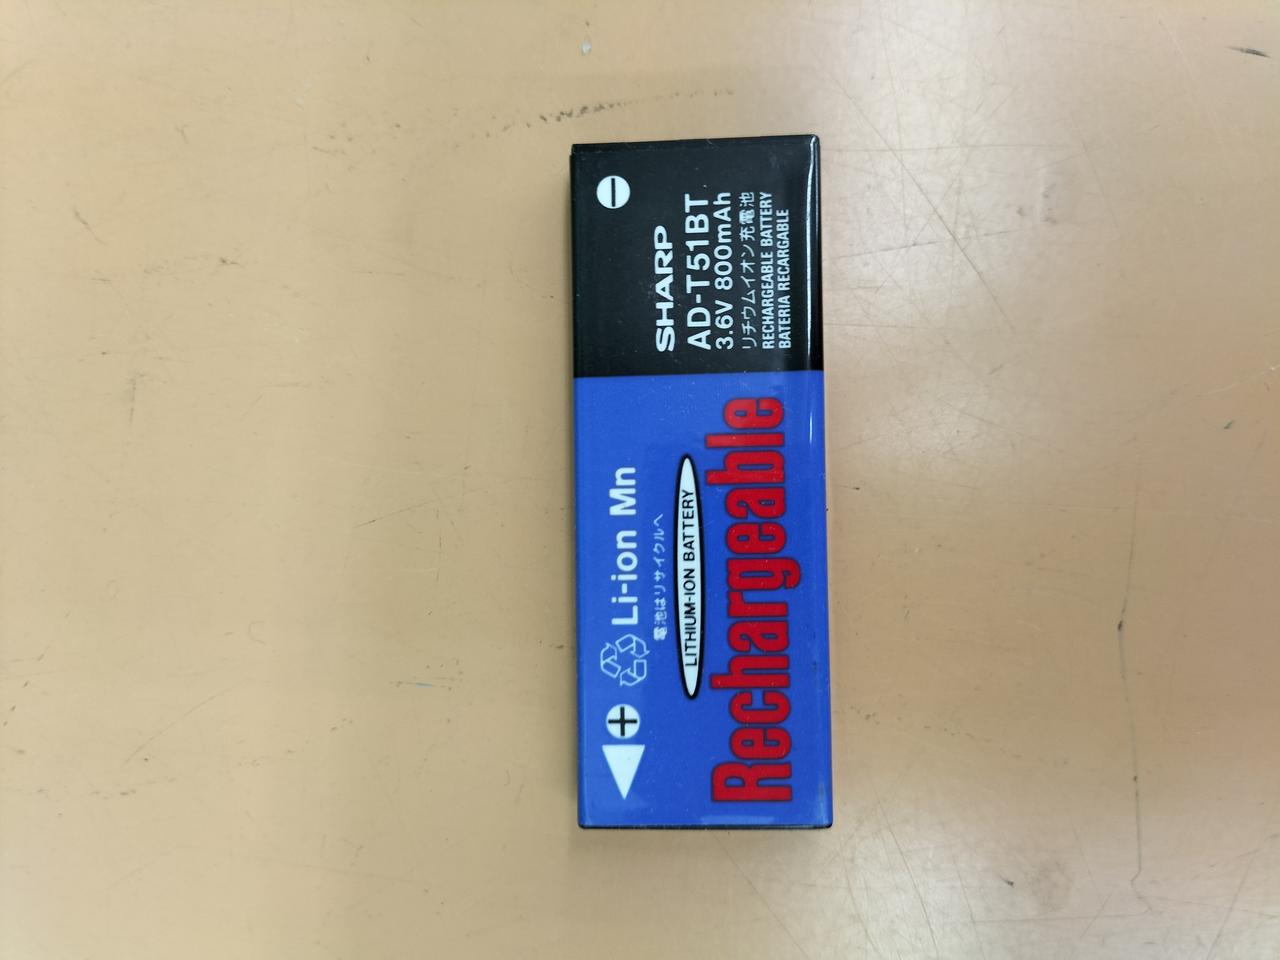 Li-ion Mn
電池はリサイクルへ
LITHIUM-ION BATTERY
Rechargeable
SHARP
AD-T51BT
3.6V 800mAh
リチウムイオン充電池
RECHARGEABLE BATTERY
BATERIA RECARGABLE